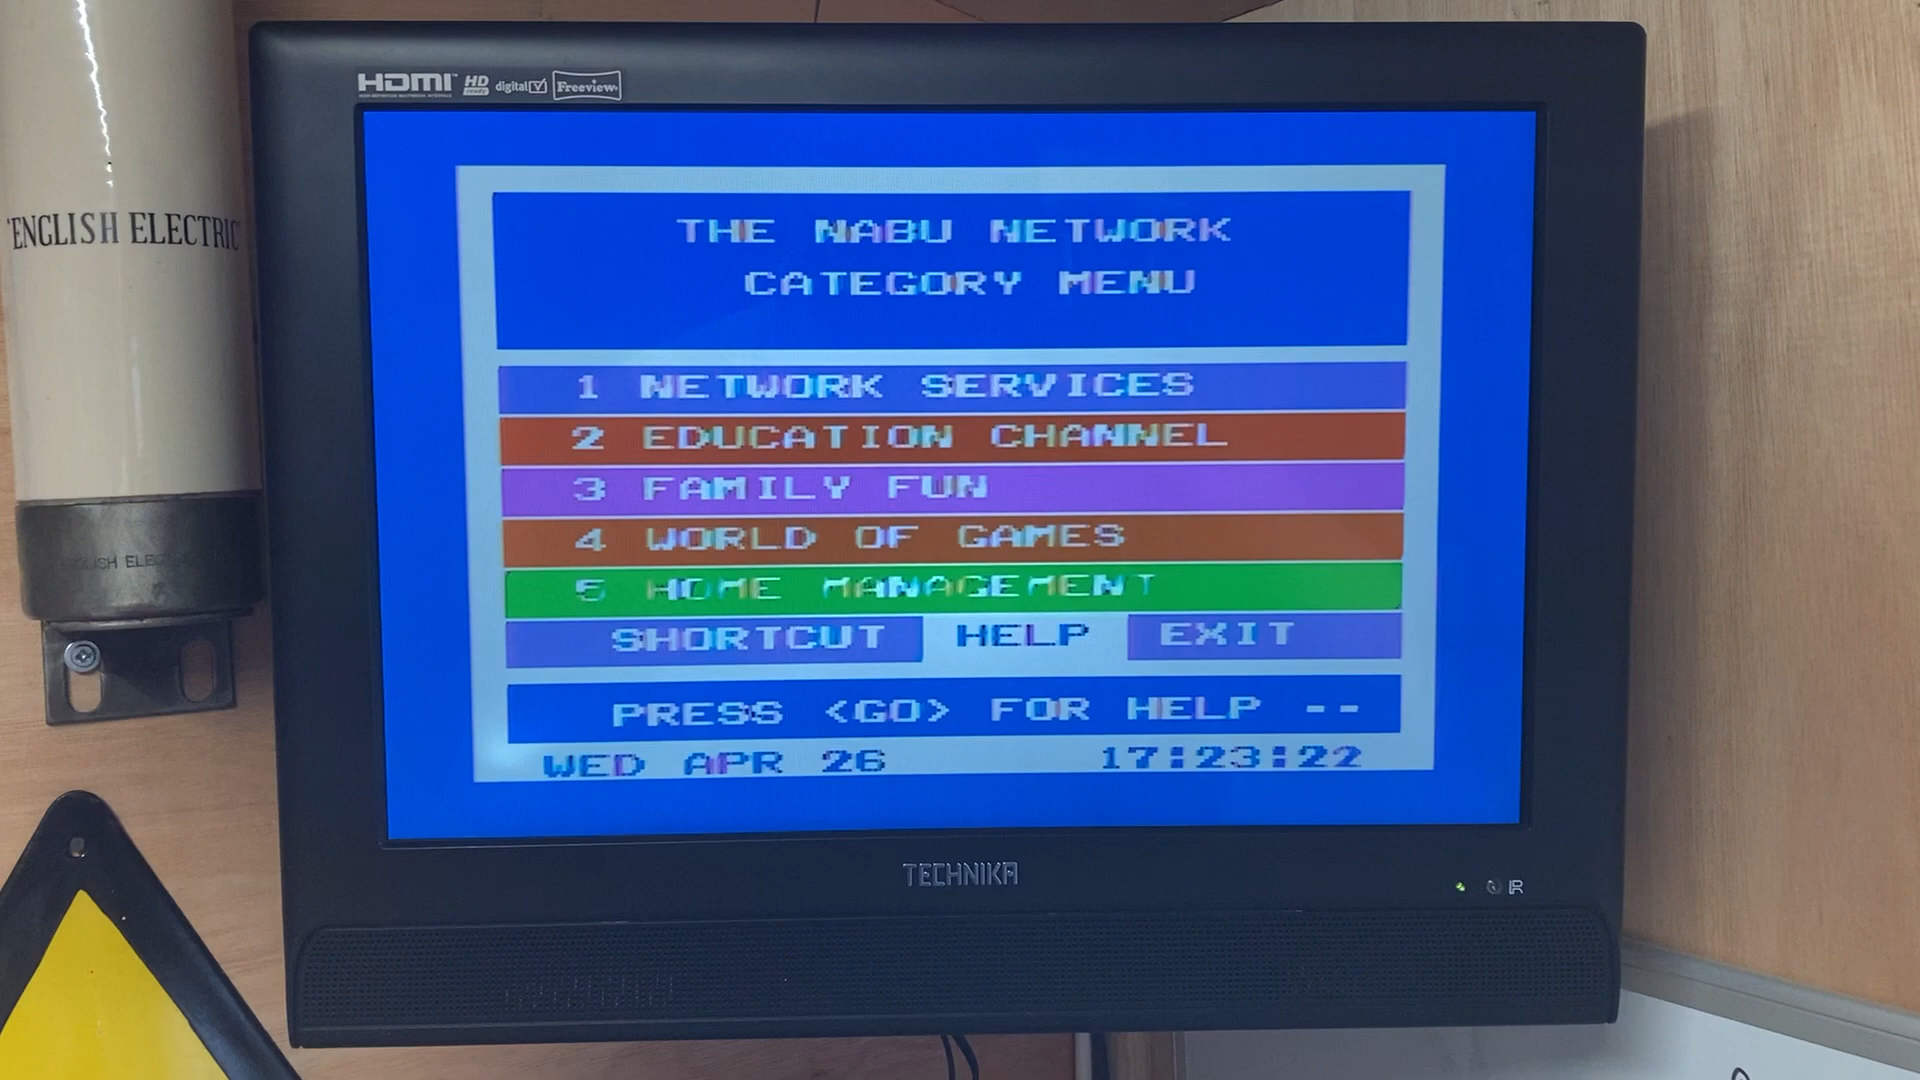 HDMI HD ready digital Freeview
"ENGLISH ELECTRIC"
THE NABU NETWORK
CATEGORY MENU
1 NETWORK SERVICES
2 EDUCATION CHANNEL
3 FAMILY FUN
4 WORLD OF GAMES
5 HOME MANAGEMENT
SHORTCUT HELP EXIT
PRESS <GO> FOR HELP --
WED APR 26 17:23:22
TECHNIKA
IR